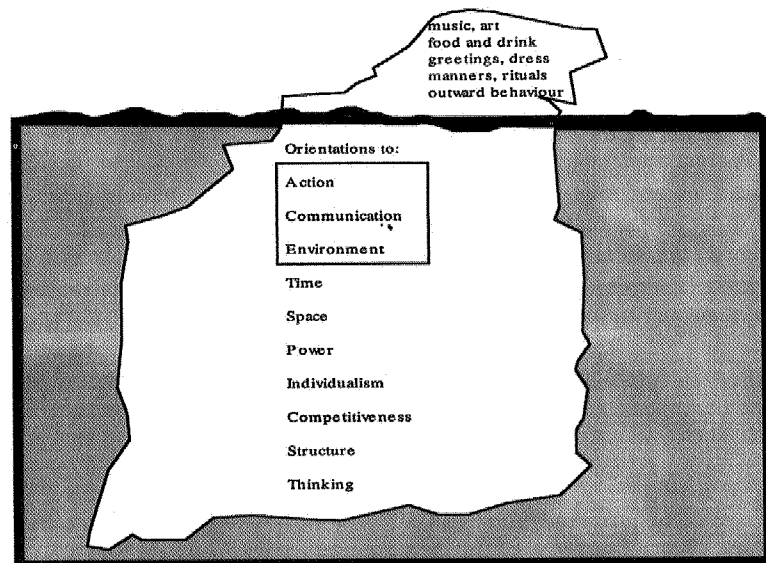 music, art
food and drink
greetings, dress
manners, rituals
outward behaviour
Orientations to:
Action
Communication
Environment
Time
Space
Power
Individualism
Competitiveness
Structure
Thinking